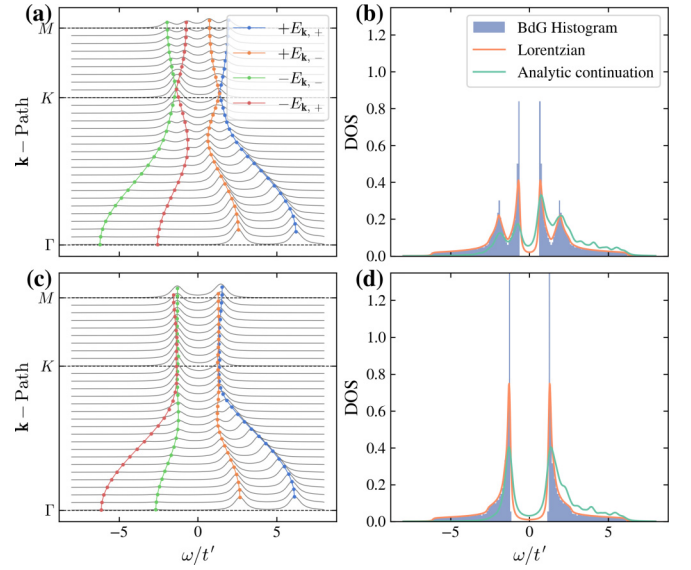 (a)
M
K
Γ
k − Path
+E_{k, +}
+E_{k, −}
−E_{k, −}
−E_{k, +}
(b)
BdG Histogram
Lorentzian
Analytic continuation
DOS
1.2
1.0
0.8
0.6
0.4
0.2
0.0
(c)
M
K
Γ
k − Path
−5
0
5
ω/t′
(d)
DOS
1.2
1.0
0.8
0.6
0.4
0.2
0.0
−5
0
5
ω/t′